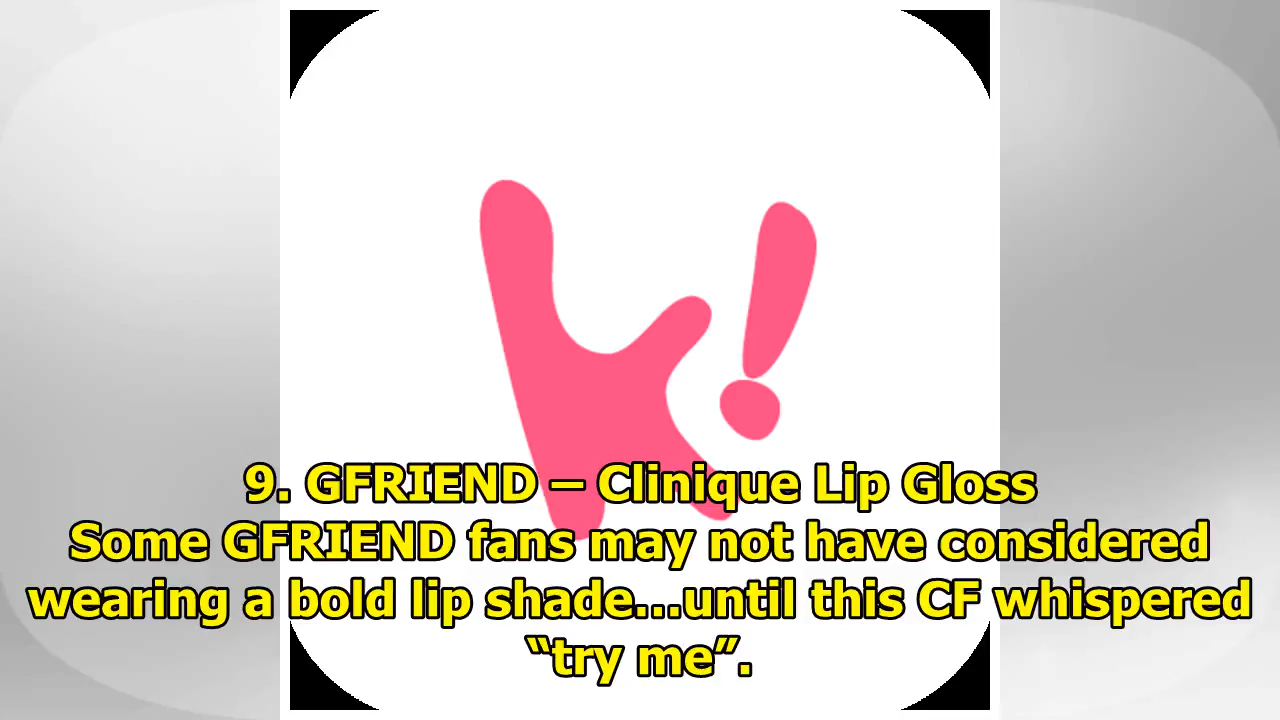 k!
9. GFRIEND – Clinique Lip Gloss
Some GFRIEND fans may not have considered
wearing a bold lip shade...until this CF whispered
“try me”.